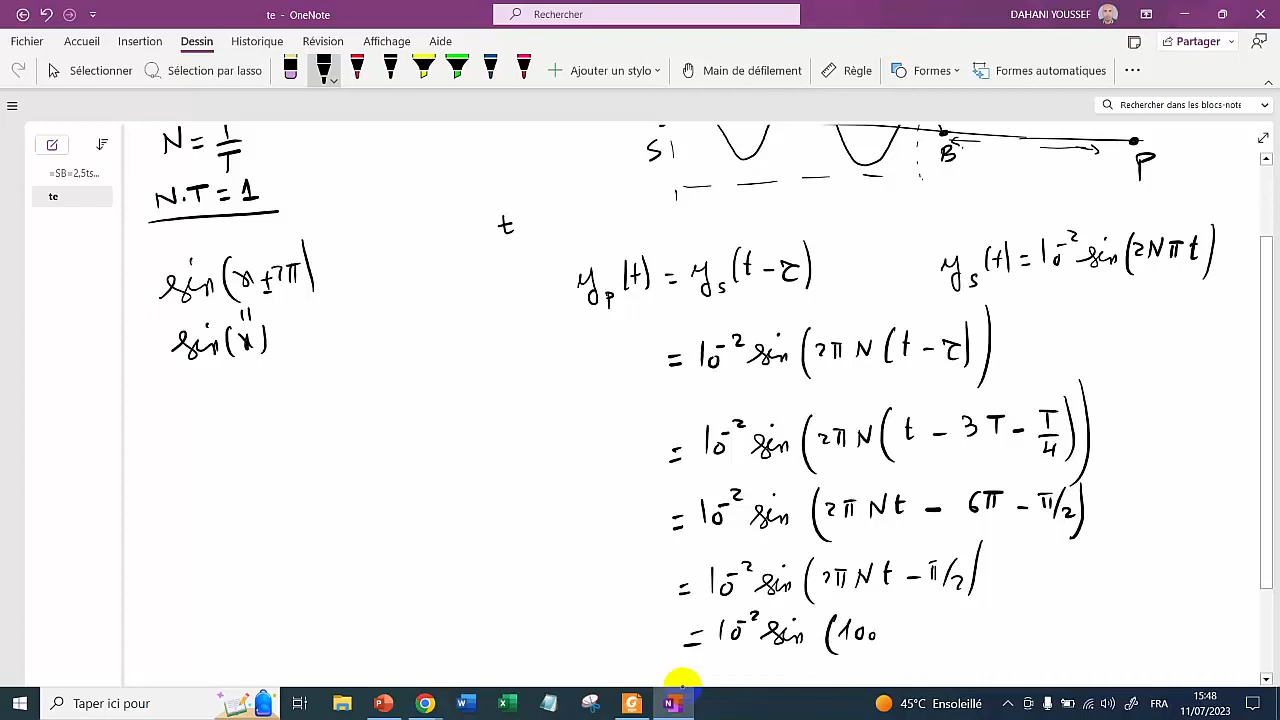 te - OneNote
Rechercher
DAHANI YOUSSEF
Fichier Accueil Insertion Dessin Historique Révision Affichage Aide
Partager
Sélectionner Sélection par lasso Ajouter un stylo Main de défilement Règle Formes Formes automatiques
Rechercher dans les blocs-note
=SB=2,5ts...
te
N = 1/T
N.T = 1
sin(x ± 2π)
=
sin(x)
S B P
t
y_p(t) = y_s(t - τ)
y_s(t) = 10^-2 sin(2Nπt)
= 10^-2 sin(2πN(t - τ))
= 10^-2 sin(2πN(t - 3T - T/4))
= 10^-2 sin(2πNt - 6π - π/2)
= 10^-2 sin(2πNt - π/2)
= 10^-2 sin(100
Taper ici pour
45°C Ensoleillé
FRA
15:48
11/07/2023